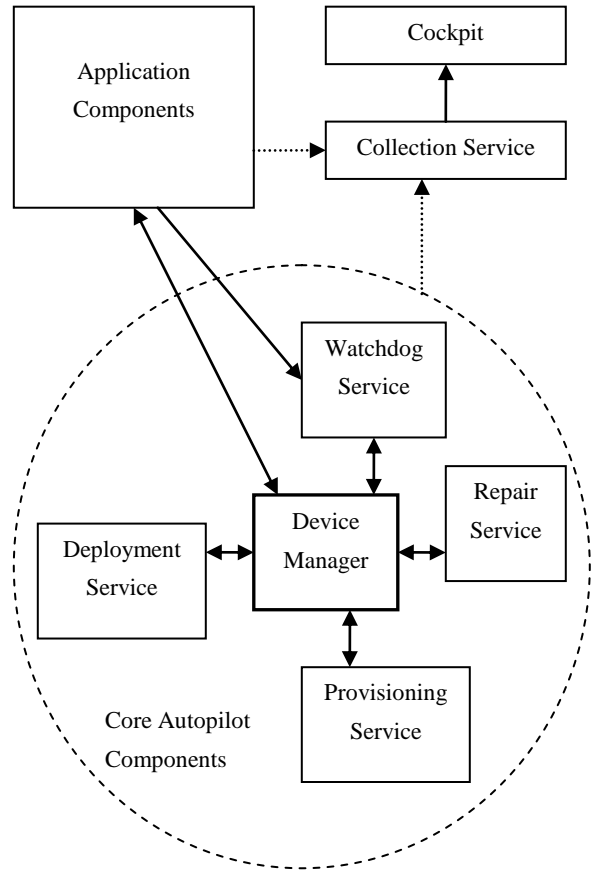 Application
Components
Cockpit
Collection Service
Watchdog
Service
Repair
Service
Device
Manager
Deployment
Service
Provisioning
Service
Core Autopilot
Components